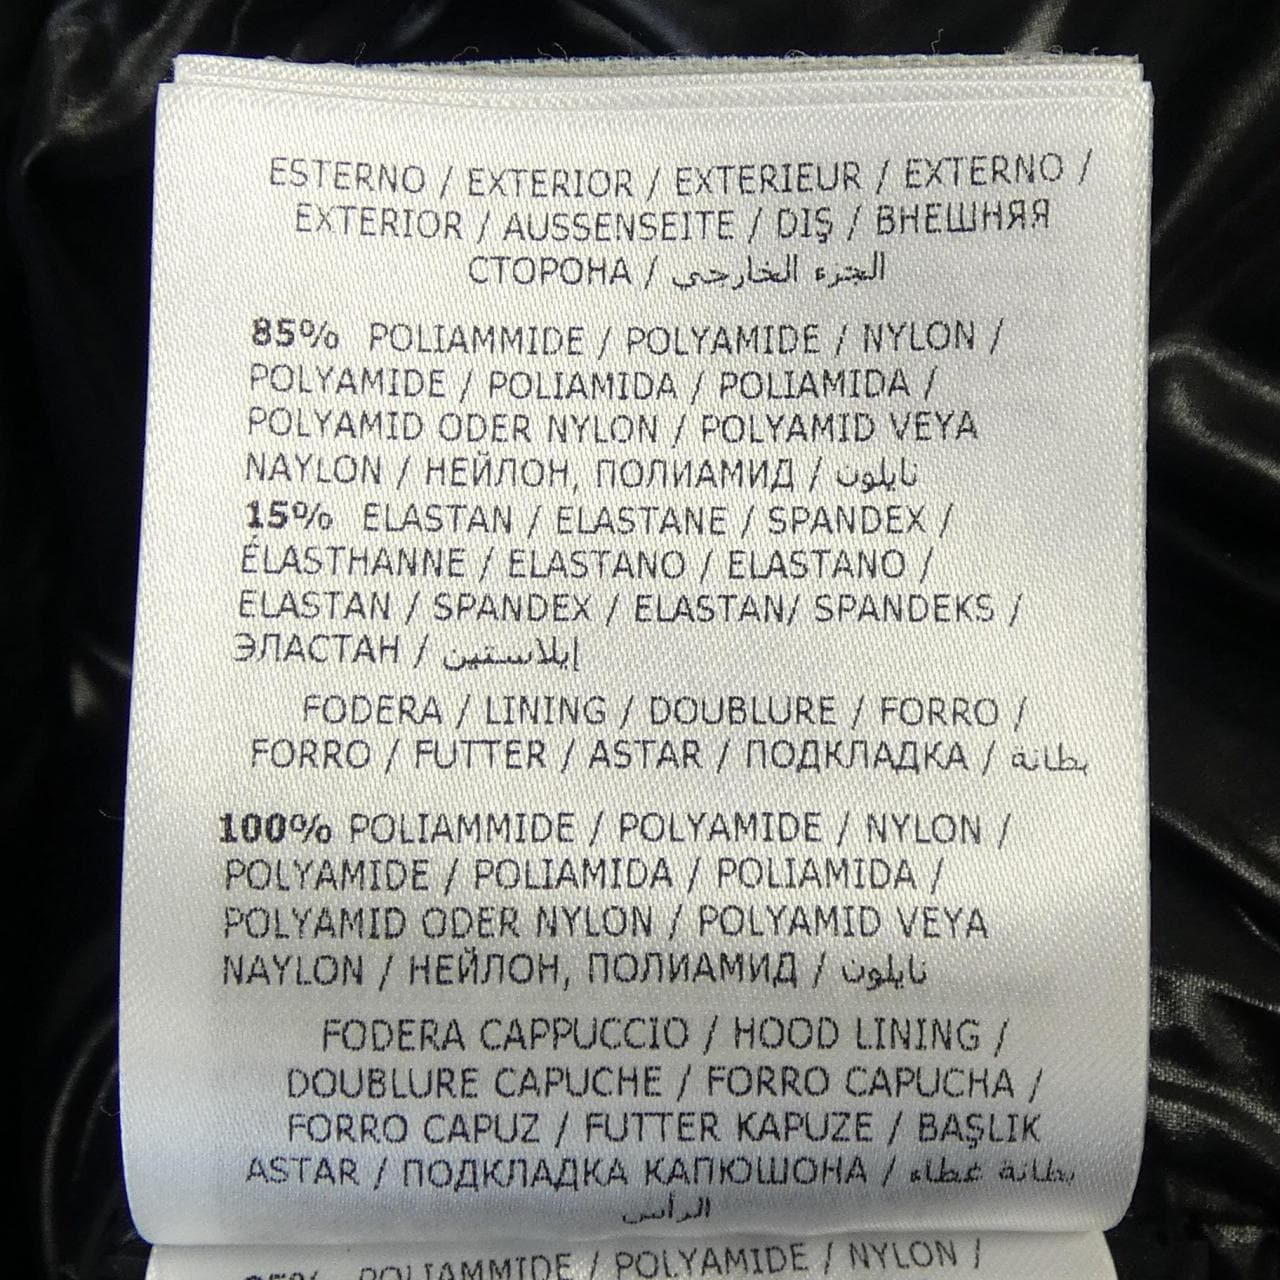 ESTERNO / EXTERIOR / EXTERIEUR / EXTERNO /
EXTERIOR / AUSSENSEITE / DIŞ / ВНЕШНЯЯ
СТОРОНА / الجزء الخارجي
85% POLIAMMIDE / POLYAMIDE / NYLON /
POLYAMIDE / POLIAMIDA / POLIAMIDA /
POLYAMID ODER NYLON / POLYAMID VEYA
NAYLON / НЕЙЛОН, ПОЛИАМИД / نايلون
15% ELASTAN / ELASTANE / SPANDEX /
ÉLASTHANNE / ELASTANO / ELASTANO /
ELASTAN / SPANDEX / ELASTAN/ SPANDEKS /
ЭЛАСТАН / إيلاستين
FODERA / LINING / DOUBLURE / FORRO /
FORRO / FUTTER / ASTAR / ПОДКЛАДКА / بطانة
100% POLIAMMIDE / POLYAMIDE / NYLON /
POLYAMIDE / POLIAMIDA / POLIAMIDA /
POLYAMID ODER NYLON / POLYAMID VEYA
NAYLON / НЕЙЛОН, ПОЛИАМИД / نايلون
FODERA CAPPUCCIO / HOOD LINING /
DOUBLURE CAPUCHE / FORRO CAPUCHA /
FORRO CAPUZ / FUTTER KAPUZE / BAŞLIK
ASTAR / ПОДКЛАДКА КАПЮШОНА / بطانة غطاء
الرأس
POLIAMMIDE / POLYAMIDE / NYLON /